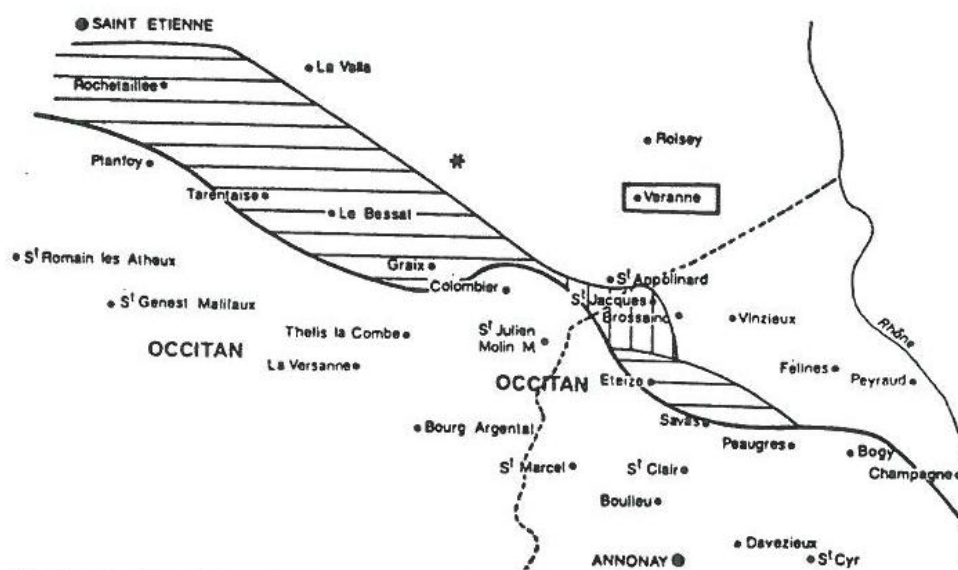 SAINT ETIENNE
La Valla
Rochetaillée
Roisey
Planfoy
*
Tarentaise
Veranne
Le Bessat
St Romain les Atheux
Graix
St Appolinard
Colombier
St Jacques
St Genest Malifaux
Brossainc
Vinzieux
Rhône
Thelis la Combe
St Julien
Molin M
OCCITAN
La Versanne
Félines
OCCITAN
Eteize
Peyraud
Savas
Bourg Argental
Peaugres
Bogy
St Marcel
St Clair
Champagne
Boulieu
Davezieux
ANNONAY
St Cyr